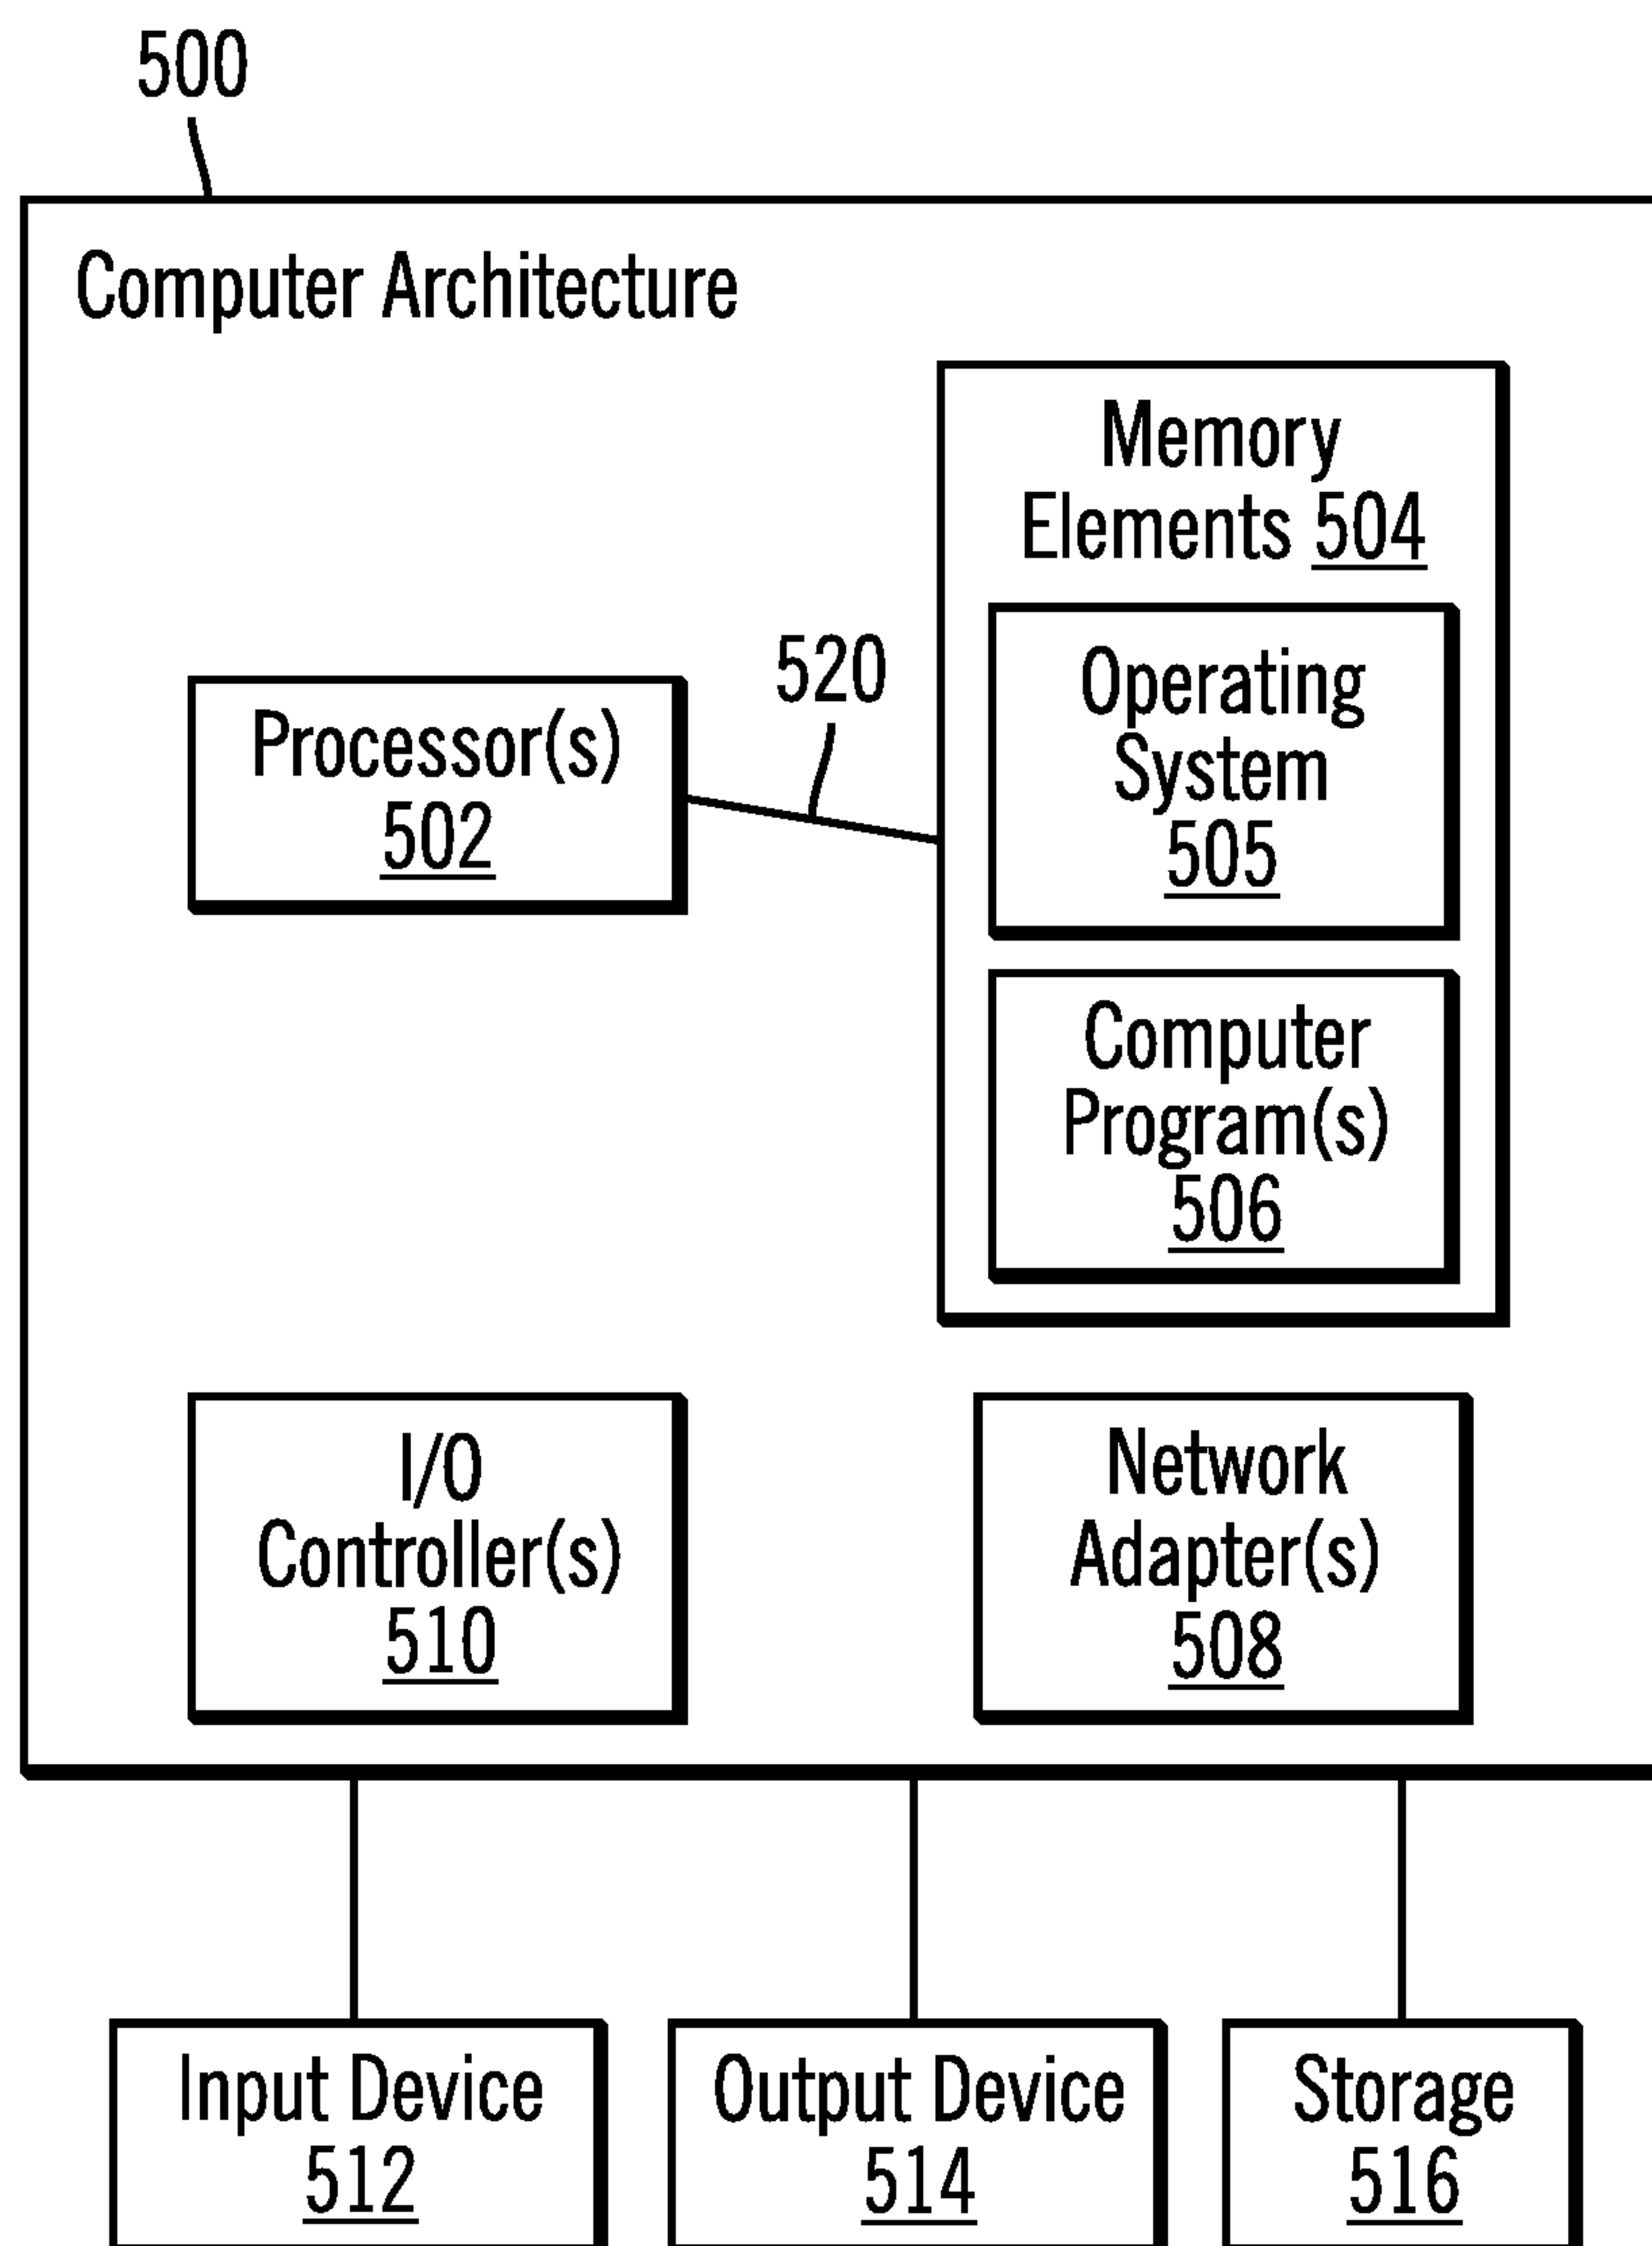 500
Computer Architecture
Memory
Elements 504
520
Operating
System
505
Processor(s)
502
Computer
Program(s)
506
I/O
Controller(s)
510
Network
Adapter(s)
508
Input Device
512
Output Device
514
Storage
516